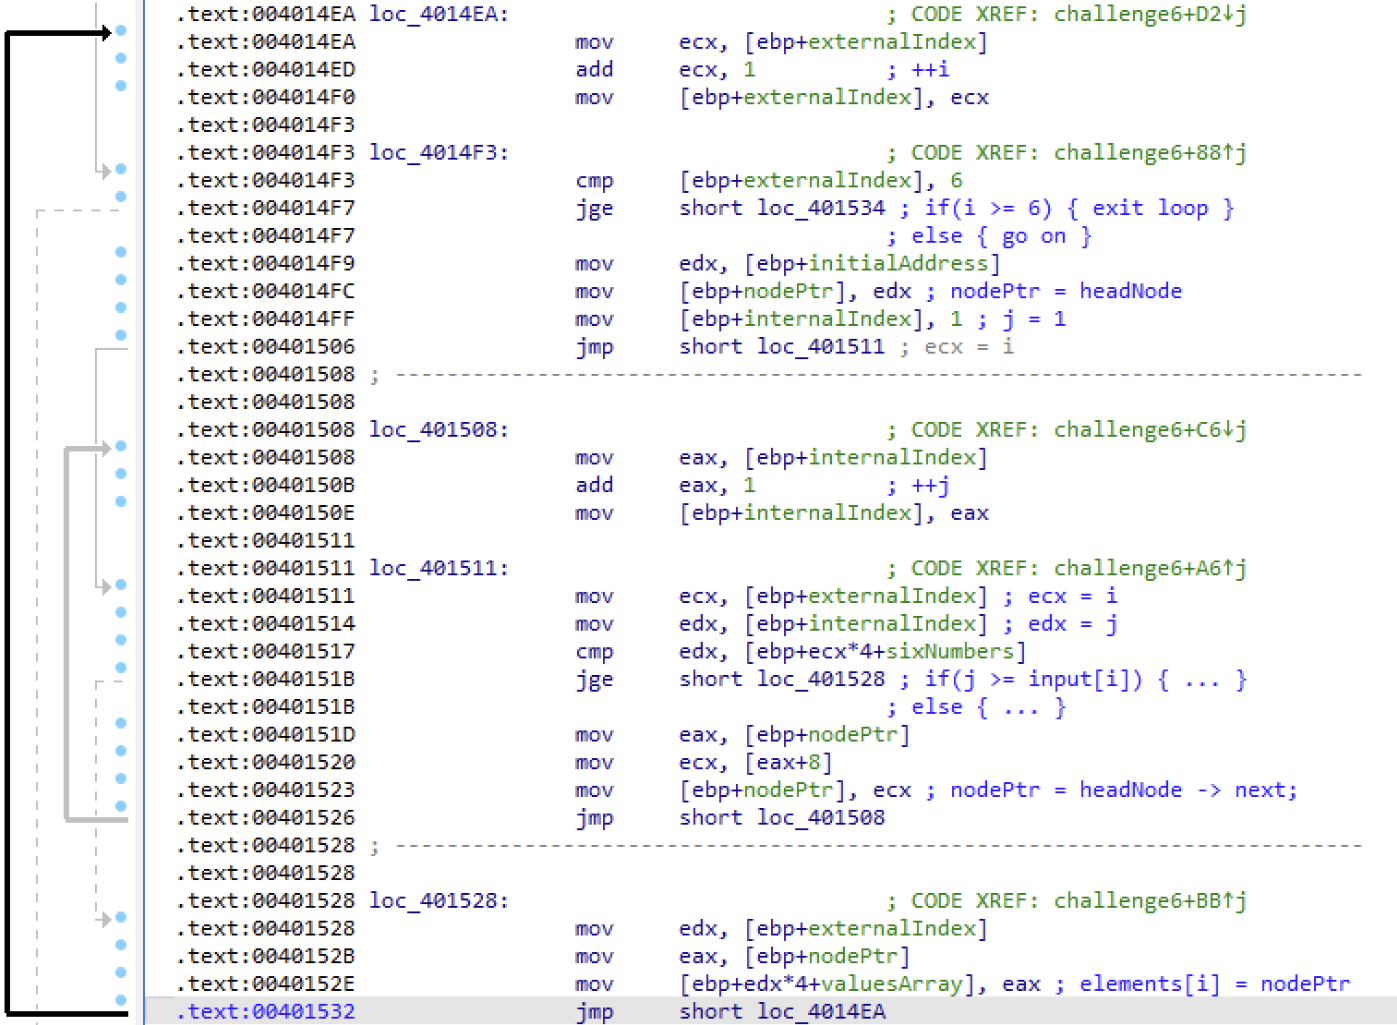 .text:004014EA loc_4014EA: ; CODE XREF: challenge6+D2↓j
.text:004014EA mov ecx, [ebp+externalIndex]
.text:004014ED add ecx, 1 ; ++i
.text:004014F0 mov [ebp+externalIndex], ecx
.text:004014F3
.text:004014F3 loc_4014F3: ; CODE XREF: challenge6+88↑j
.text:004014F3 cmp [ebp+externalIndex], 6
.text:004014F7 jge short loc_401534 ; if(i >= 6) { exit loop }
.text:004014F7 ; else { go on }
.text:004014F9 mov edx, [ebp+initialAddress]
.text:004014FC mov [ebp+nodePtr], edx ; nodePtr = headNode
.text:004014FF mov [ebp+internalIndex], 1 ; j = 1
.text:00401506 jmp short loc_401511 ; ecx = i
.text:00401508 ; ---------------------------------------------------------------------------
.text:00401508
.text:00401508 loc_401508: ; CODE XREF: challenge6+C6↓j
.text:00401508 mov eax, [ebp+internalIndex]
.text:0040150B add eax, 1 ; ++j
.text:0040150E mov [ebp+internalIndex], eax
.text:00401511
.text:00401511 loc_401511: ; CODE XREF: challenge6+A6↑j
.text:00401511 mov ecx, [ebp+externalIndex] ; ecx = i
.text:00401514 mov edx, [ebp+internalIndex] ; edx = j
.text:00401517 cmp edx, [ebp+ecx*4+sixNumbers]
.text:0040151B jge short loc_401528 ; if(j >= input[i]) { ... }
.text:0040151B ; else { ... }
.text:0040151D mov eax, [ebp+nodePtr]
.text:00401520 mov ecx, [eax+8]
.text:00401523 mov [ebp+nodePtr], ecx ; nodePtr = headNode -> next;
.text:00401526 jmp short loc_401508
.text:00401528 ; ---------------------------------------------------------------------------
.text:00401528
.text:00401528 loc_401528: ; CODE XREF: challenge6+BB↑j
.text:00401528 mov edx, [ebp+externalIndex]
.text:0040152B mov eax, [ebp+nodePtr]
.text:0040152E mov [ebp+edx*4+valuesArray], eax ; elements[i] = nodePtr
.text:00401532 jmp short loc_4014EA